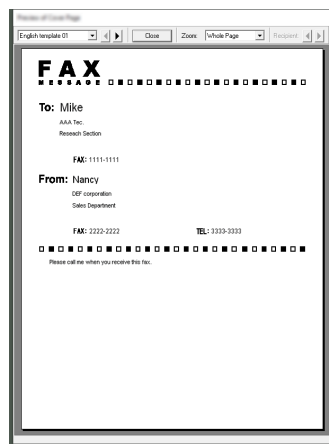 Preview of Cover Page
English template 01 Close Zoom: Whole Page Recipient:
FAX
MESSAGE
To: Mike
AAA Tec.
Reseach Section
FAX: 1111-1111
From: Nancy
DEF corporation
Sales Department
FAX: 2222-2222 TEL: 3333-3333
Please call me when you receive this fax.